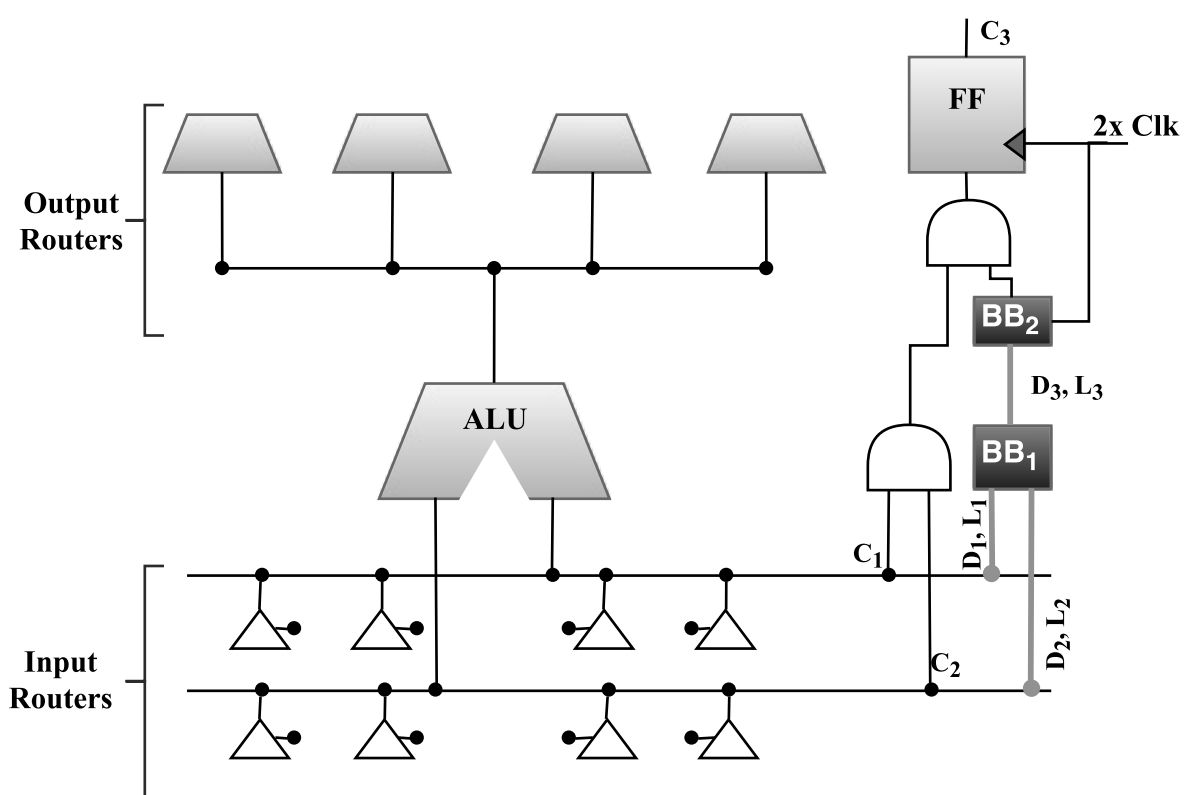 C3
FF
2x Clk
Output
Routers
BB2
D3, L3
ALU
BB1
D1, L1
C1
D2, L2
Input
Routers
C2